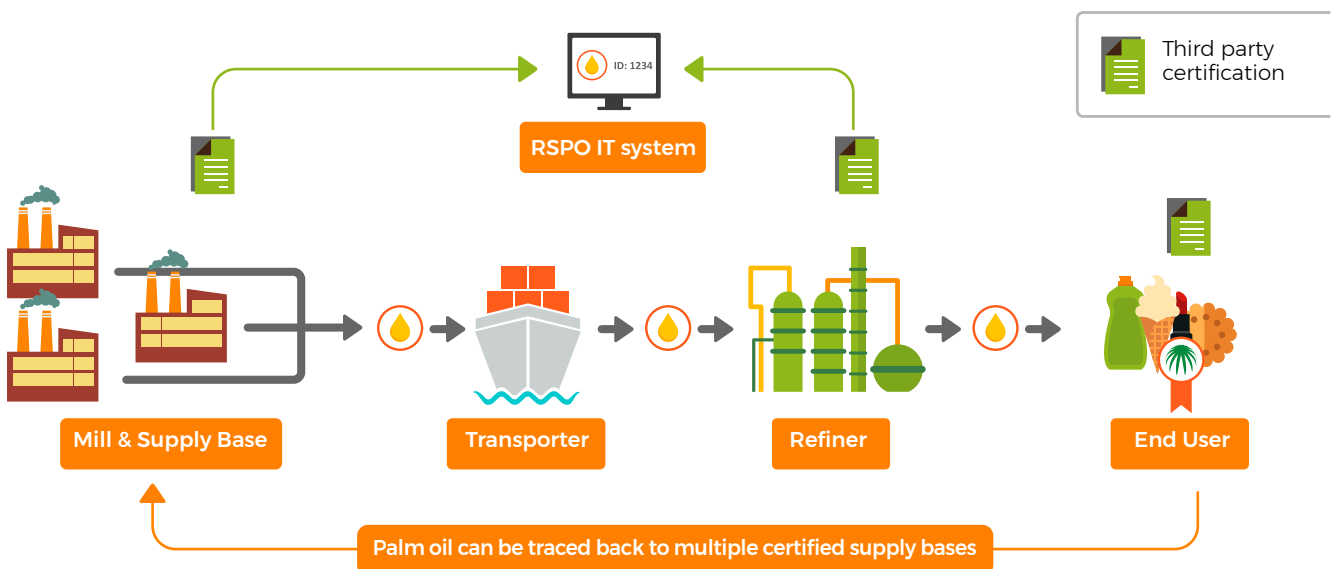 ID: 1234
Third party
certification
RSPO IT system
Mill & Supply Base
Transporter
Refiner
End User
Palm oil can be traced back to multiple certified supply bases